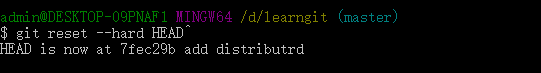 admin@DESKTOP-09PNAF1 MINGW64 /d/learngit (master)
$ git reset --hard HEAD^
HEAD is now at 7fec29b add distributrd